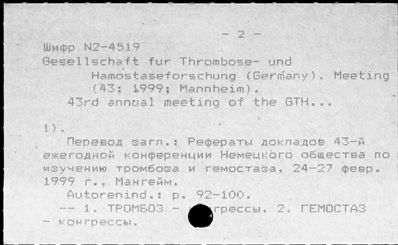 - 2 -
Шифр N2-4519
Gesellschaft fur Thrombose- und
Hamostaseforschung (Germany). Meeting
(43; 1999; Mannheim).
43rd annual meeting of the GTH...
1).
Перевод загл.: Рефераты докладов 43-й
ежегодной конференции Немецкого общества по
изучению тромбоза и гемостаза, 24-27 февр.
1999 г., Мангейм.
Autorenind.: p. 92-100.
-- 1. ТРОМБОЗ - грессы. 2. ГЕМОСТАЗ
- конгрессы.